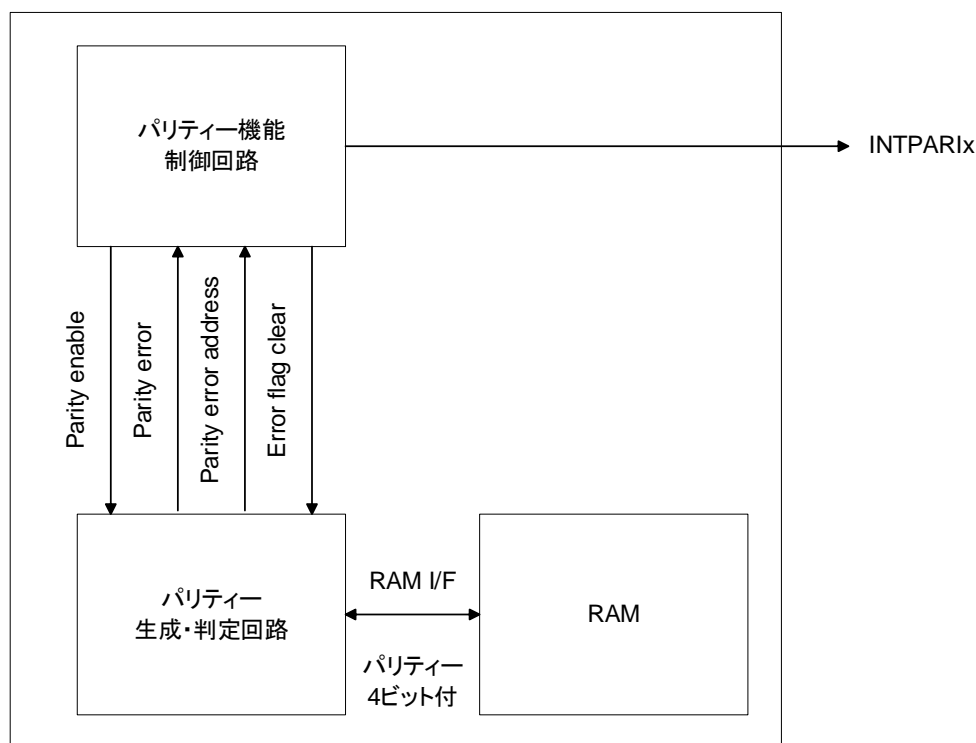 パリティー機能
制御回路
INTPARIx
Parity enable
Parity error
Parity error address
Error flag clear
パリティー
生成・判定回路
RAM I/F
パリティー
4ビット付
RAM